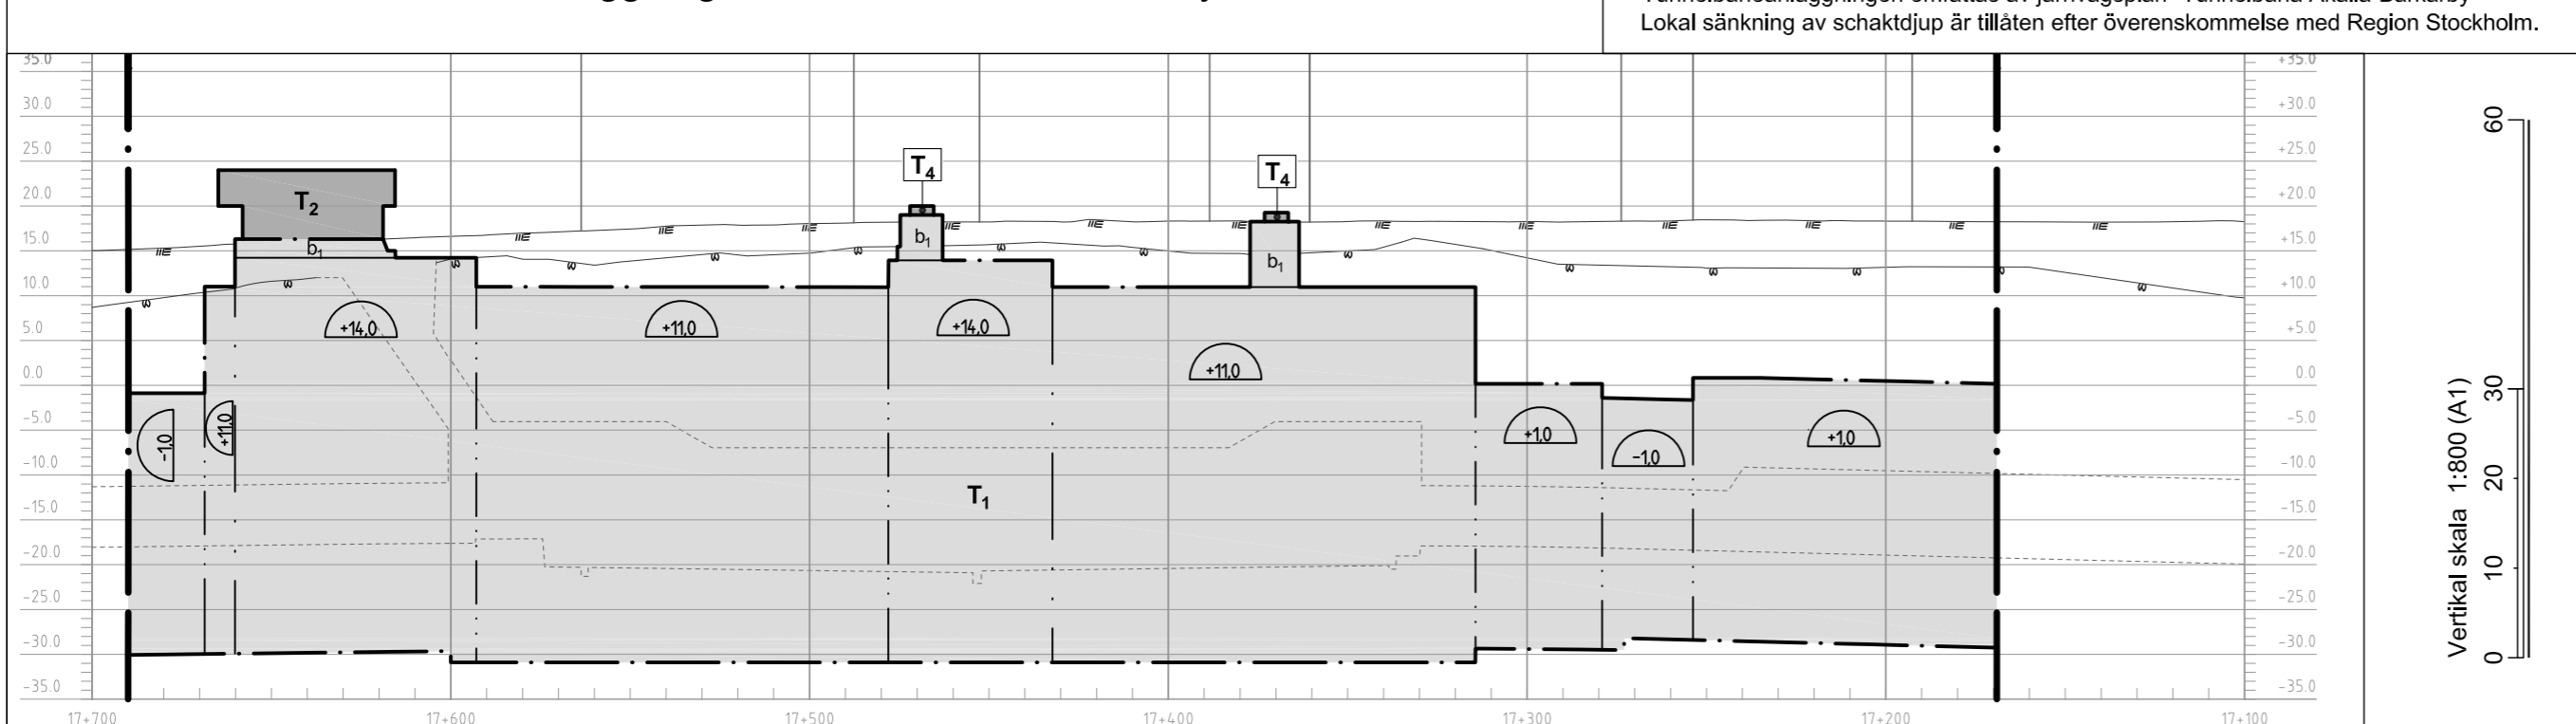 Lokal sänkning av schaktdjup är tillåten efter överenskommelse med Region Stockholm.
35.0 +35.0
30.0 +30.0
25.0 +25.0
20.0 +20.0
15.0 +15.0
10.0 +10.0
5.0 +5.0
0.0 0.0
-5.0 -5.0
-10.0 -10.0
-15.0 -15.0
-20.0 -20.0
-25.0 -25.0
-30.0 -30.0
-35.0 -35.0
T2
b1
T4
b1
T4
b1
+14,0
+11,0
+14,0
+11,0
-1,0
+11,0
+1,0
-1,0
+1,0
T1
17+700 17+600 17+500 17+400 17+300 17+200 17+100
Vertikal skala 1:800 (A1)
0 10 20 30 60